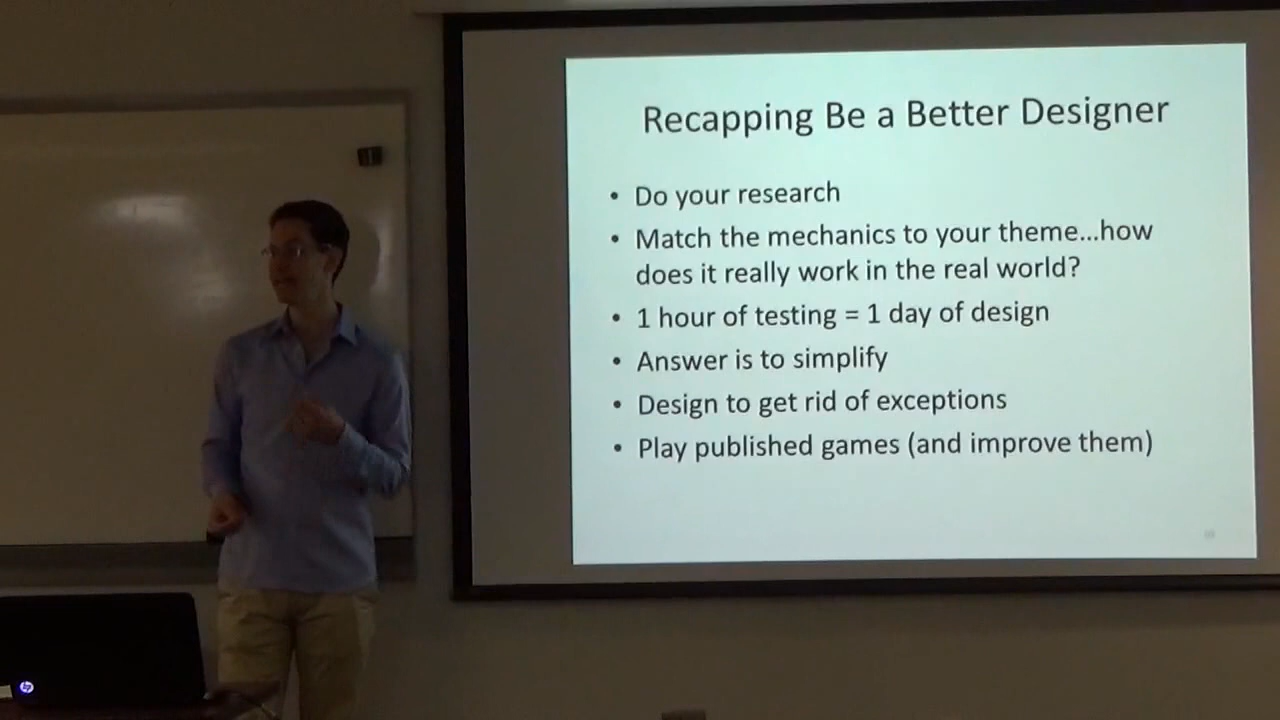 Recapping Be a Better Designer
• Do your research
• Match the mechanics to your theme...how
does it really work in the real world?
• 1 hour of testing = 1 day of design
• Answer is to simplify
• Design to get rid of exceptions
• Play published games (and improve them)
hp